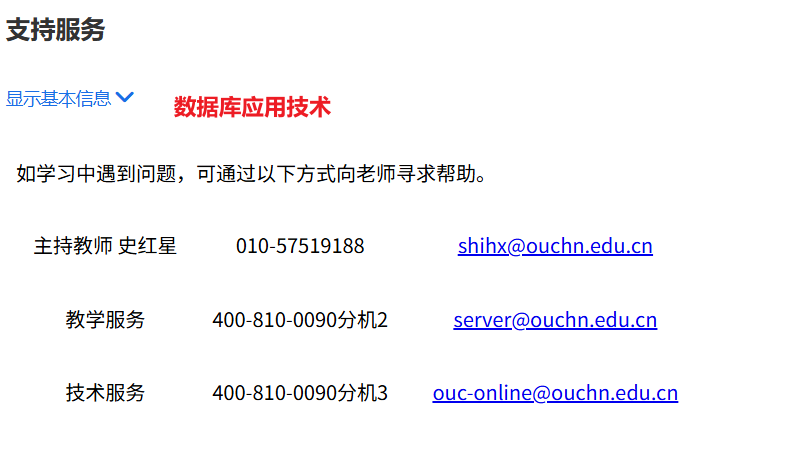 支持服务
显示基本信息
数据库应用技术
如学习中遇到问题，可通过以下方式向老师寻求帮助。
主持教师 史红星 010-57519188 shihx@ouchn.edu.cn
教学服务 400-810-0090分机2 server@ouchn.edu.cn
技术服务 400-810-0090分机3 ouc-online@ouchn.edu.cn